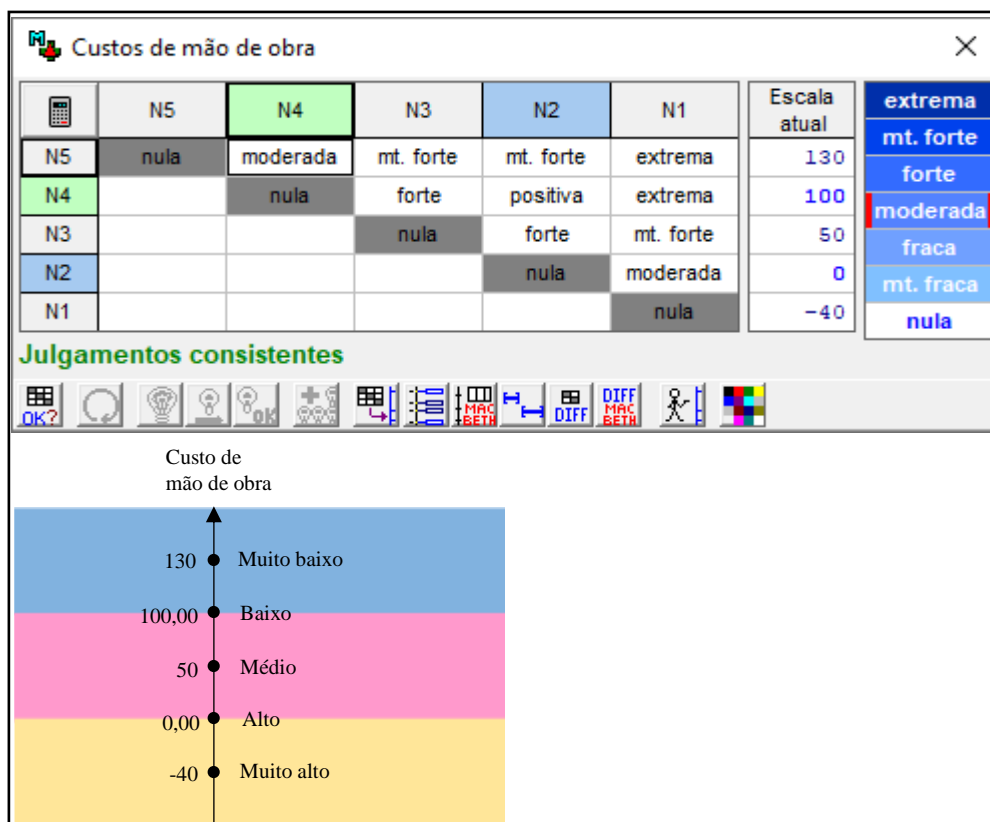 Custos de mão de obra
N5 N4 N3 N2 N1 Escala atual
N5 nula moderada mt. forte mt. forte extrema 130
N4 nula forte positiva extrema 100
N3 nula forte mt. forte 50
N2 nula moderada 0
N1 nula -40
extrema
mt. forte
forte
moderada
fraca
mt. fraca
nula
Julgamentos consistentes
OK? OK MAC BETH DIFF DIFF MAC BETH
Custo de
mão de obra
130 Muito baixo
100,00 Baixo
50 Médio
0,00 Alto
-40 Muito alto